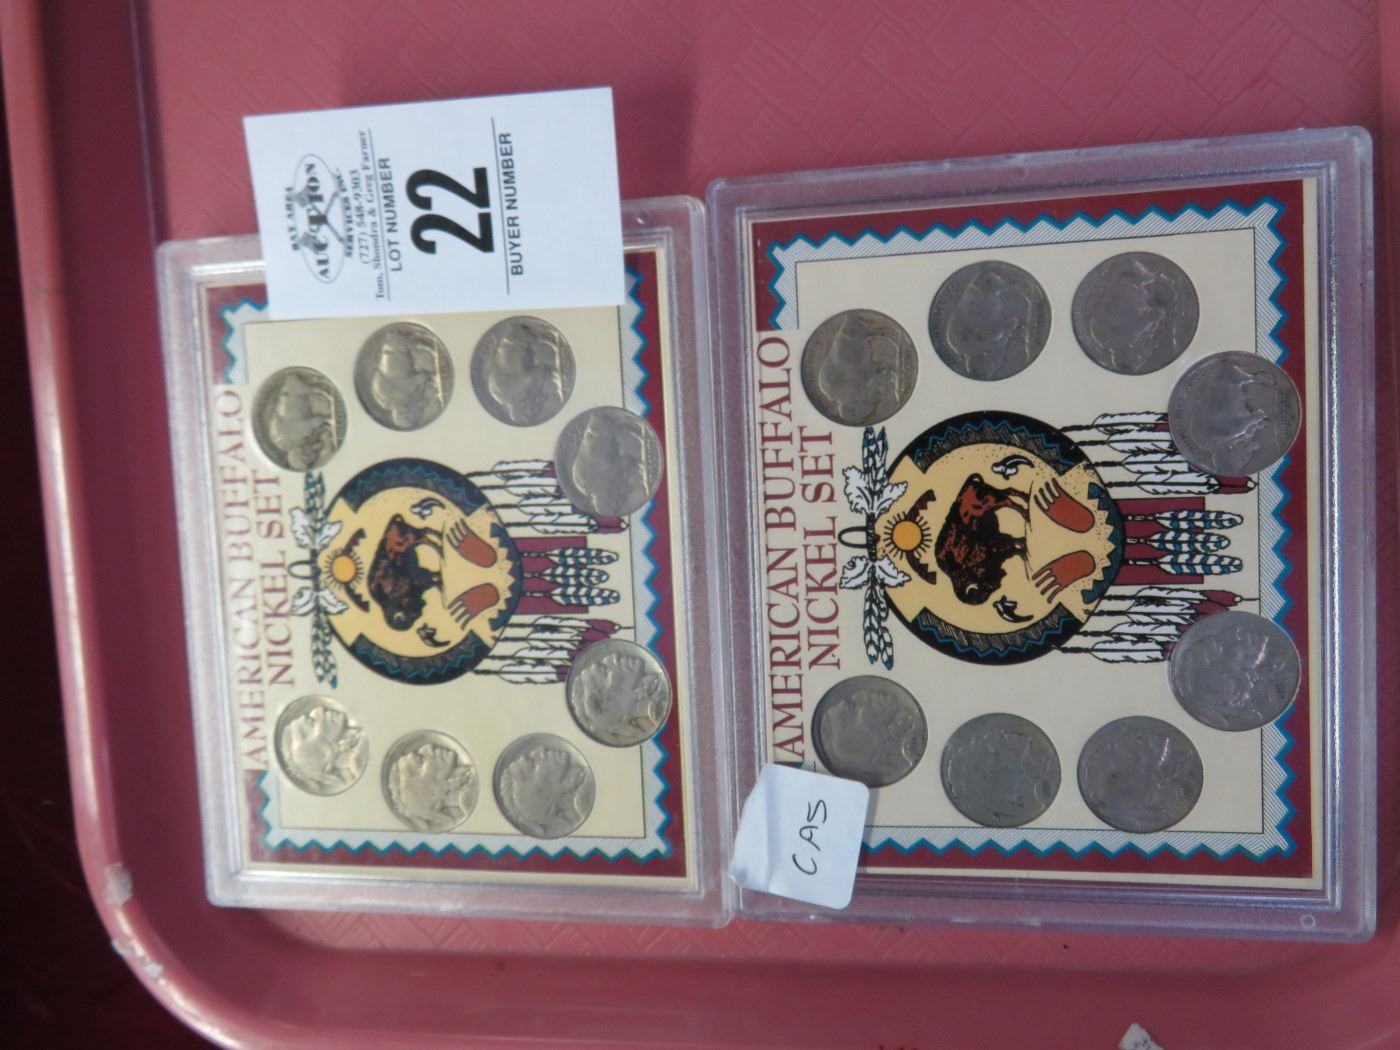 BAY AREA
AUCTION
SERVICES INC.
(727) 548-9303
Tom, Shondra & Greg Farner
LOT NUMBER
22
BUYER NUMBER
AMERICAN BUFFALO
NICKEL SET
AMERICAN BUFFALO
NICKEL SET
CAS